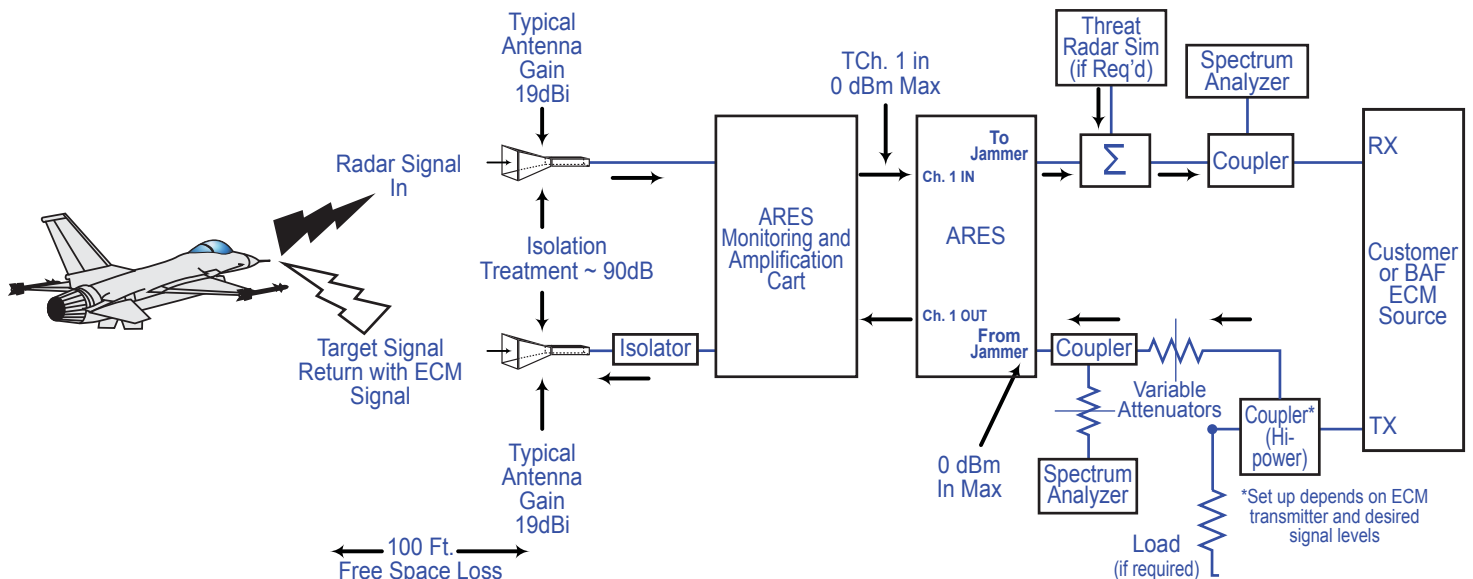 Typical
Antenna
Gain
19dBi
Radar Signal
In
Isolation
Treatment ~ 90dB
Target Signal
Return with ECM
Signal
Typical
Antenna
Gain
19dBi
100 Ft.
Free Space Loss
Isolator
ARES
Monitoring and
Amplification
Cart
TCh. 1 in
0 dBm Max
To
Jammer
Ch. 1 IN
ARES
Ch. 1 OUT
From
Jammer
0 dBm
In Max
Threat
Radar Sim
(if Req'd)
Σ
Spectrum
Analyzer
Coupler
RX
Customer
or BAF
ECM
Source
TX
Coupler
Variable
Attenuators
Spectrum
Analyzer
Coupler*
(Hi-
power)
*Set up depends on ECM
transmitter and desired
signal levels
Load
(if required)